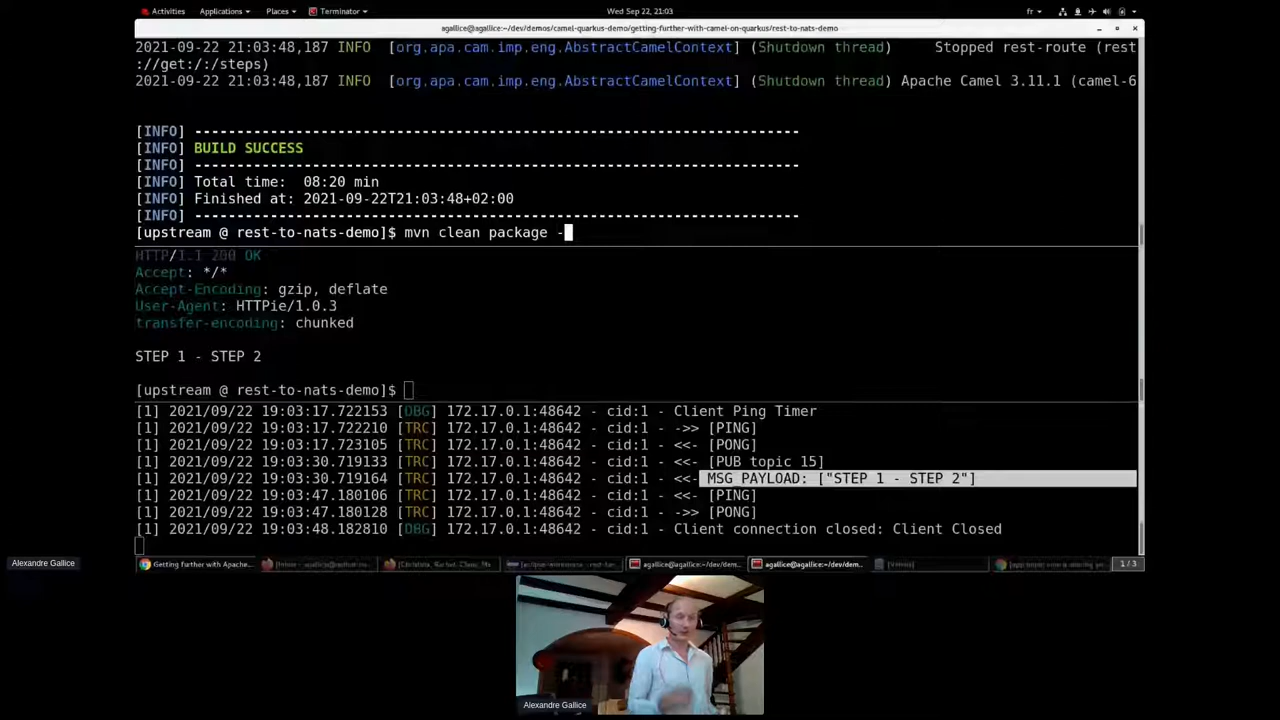 Activities Applications Places Terminator Wed Sep 22, 21:03 fr
agallice@agallice:~/dev/demos/camel-quarkus-demo/getting-further-with-camel-on-quarkus/rest-to-nats-demo
2021-09-22 21:03:48,187 INFO [org.apa.cam.imp.eng.AbstractCamelContext] (Shutdown thread) Stopped rest-route (rest
://get:/:/steps)
2021-09-22 21:03:48,187 INFO [org.apa.cam.imp.eng.AbstractCamelContext] (Shutdown thread) Apache Camel 3.11.1 (camel-6
[INFO] ------------------------------------------------------------------------
[INFO] BUILD SUCCESS
[INFO] ------------------------------------------------------------------------
[INFO] Total time: 08:20 min
[INFO] Finished at: 2021-09-22T21:03:48+02:00
[INFO] ------------------------------------------------------------------------
[upstream @ rest-to-nats-demo]$ mvn clean package -
HTTP/1.1 200 OK
Accept: */*
Accept-Encoding: gzip, deflate
User-Agent: HTTPie/1.0.3
transfer-encoding: chunked
STEP 1 - STEP 2
[upstream @ rest-to-nats-demo]$
[1] 2021/09/22 19:03:17.722153 [DBG] 172.17.0.1:48642 - cid:1 - Client Ping Timer
[1] 2021/09/22 19:03:17.722210 [TRC] 172.17.0.1:48642 - cid:1 - ->> [PING]
[1] 2021/09/22 19:03:17.723105 [TRC] 172.17.0.1:48642 - cid:1 - <<- [PONG]
[1] 2021/09/22 19:03:30.719133 [TRC] 172.17.0.1:48642 - cid:1 - <<- [PUB topic 15]
[1] 2021/09/22 19:03:30.719164 [TRC] 172.17.0.1:48642 - cid:1 - <<- MSG_PAYLOAD: ["STEP 1 - STEP 2"]
[1] 2021/09/22 19:03:47.180106 [TRC] 172.17.0.1:48642 - cid:1 - <<- [PING]
[1] 2021/09/22 19:03:47.180128 [TRC] 172.17.0.1:48642 - cid:1 - ->> [PONG]
[1] 2021/09/22 19:03:48.182810 [DBG] 172.17.0.1:48642 - cid:1 - Client connection closed: Client Closed
Alexandre Gallice
Getting further with Apache... agallice@agallice:~/dev/dem... agallice@agallice:~/dev/dem... 1 / 3
Alexandre Gallice